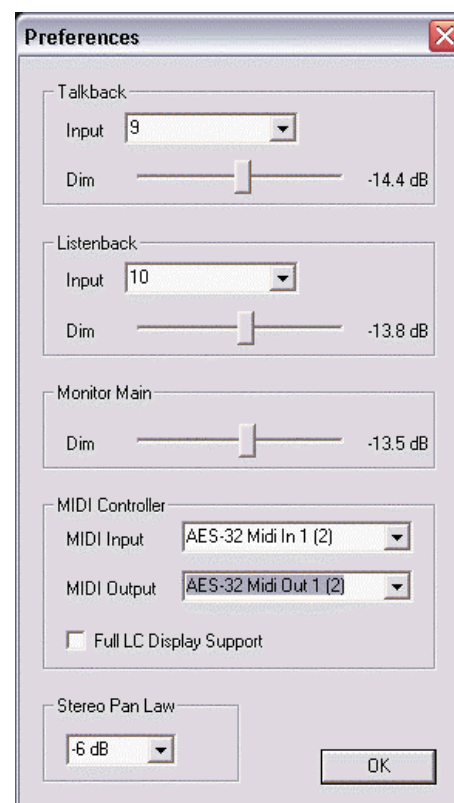 Preferences
Talkback
Input 9
Dim -14.4 dB
Listenback
Input 10
Dim -13.8 dB
Monitor Main
Dim -13.5 dB
MIDI Controller
MIDI Input AES-32 Midi In 1 (2)
MIDI Output AES-32 Midi Out 1 (2)
Full LC Display Support
Stereo Pan Law
-6 dB
OK